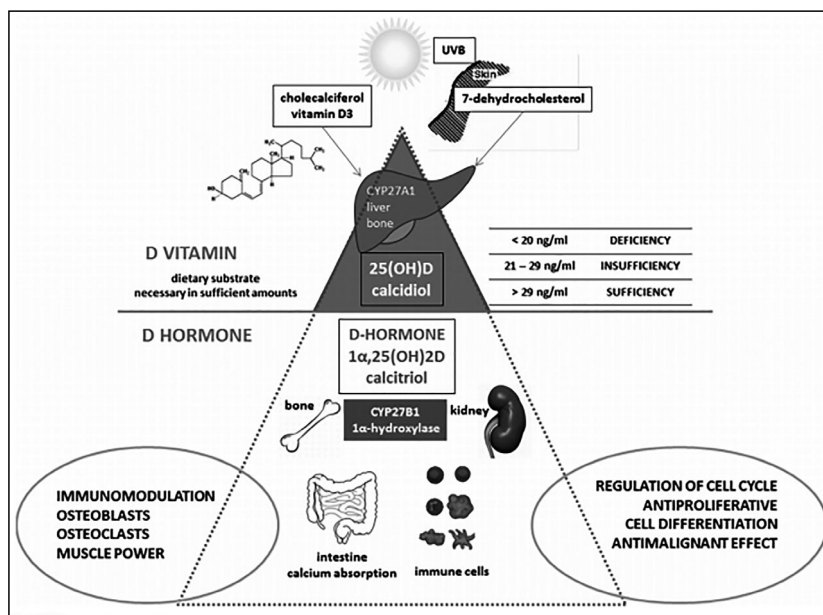 UVB
Skin
cholecalciferol
vitamin D3
7-dehydrocholesterol
HO
H
H
H
CYP27A1
liver
bone
D VITAMIN
dietary substrate
necessary in sufficient amounts
25(OH)D
calcidiol
< 20 ng/ml DEFICIENCY
21 – 29 ng/ml INSUFFICIENCY
> 29 ng/ml SUFFICIENCY
D HORMONE
D-HORMONE
1α,25(OH)2D
calcitriol
bone
CYP27B1
1α-hydroxylase
kidney
IMMUNOMODULATION
OSTEOBLASTS
OSTEOCLASTS
MUSCLE POWER
intestine
calcium absorption
immune cells
REGULATION OF CELL CYCLE
ANTIPROLIFERATIVE
CELL DIFFERENTIATION
ANTIMALIGNANT EFFECT